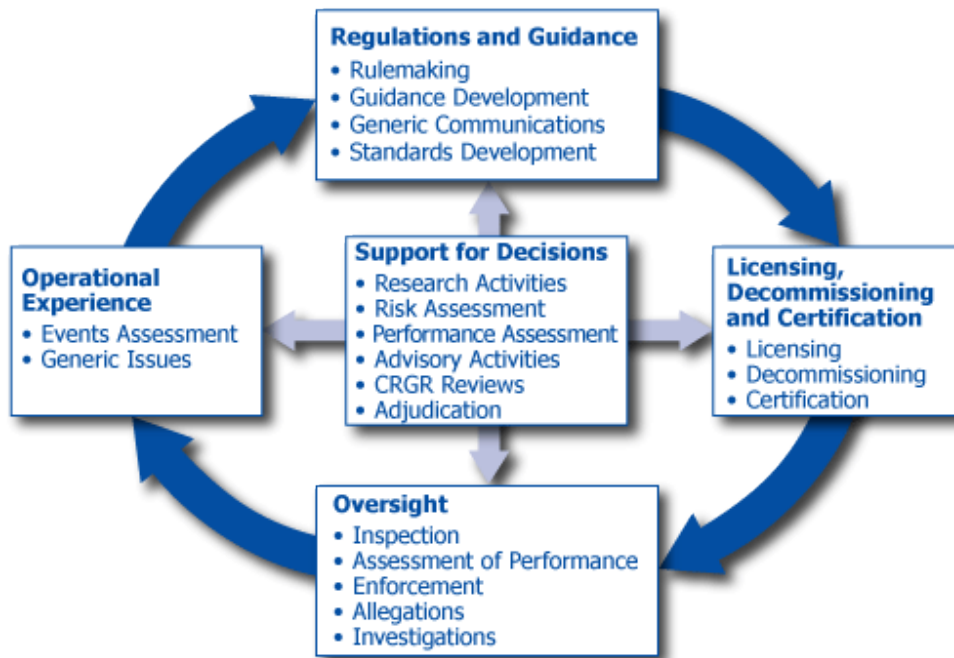 Regulations and Guidance
• Rulemaking
• Guidance Development
• Generic Communications
• Standards Development
Operational
Experience
• Events Assessment
• Generic Issues
Support for Decisions
• Research Activities
• Risk Assessment
• Performance Assessment
• Advisory Activities
• CRGR Reviews
• Adjudication
Licensing,
Decommissioning
and Certification
• Licensing
• Decommissioning
• Certification
Oversight
• Inspection
• Assessment of Performance
• Enforcement
• Allegations
• Investigations